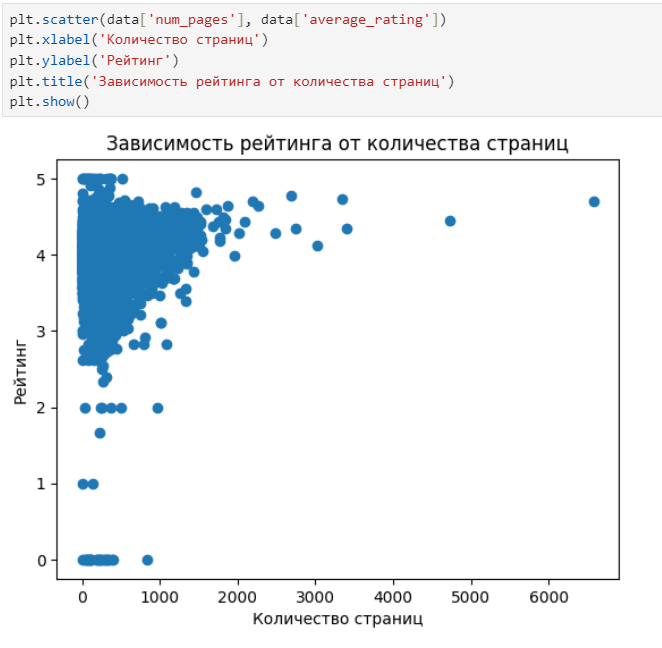 plt.scatter(data['num_pages'], data['average_rating'])
plt.xlabel('Количество страниц')
plt.ylabel('Рейтинг')
plt.title('Зависимость рейтинга от количества страниц')
plt.show()
Зависимость рейтинга от количества страниц
5
4
3
2
1
0
Рейтинг
0 1000 2000 3000 4000 5000 6000
Количество страниц